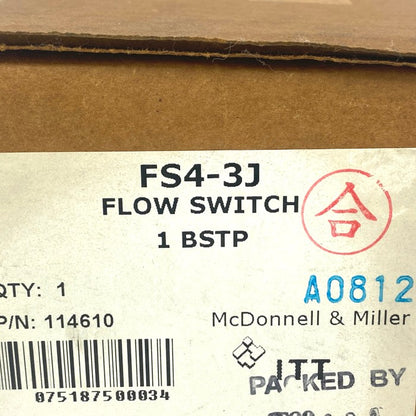 FS4-3J
FLOW SWITCH
1 BSTP
合
QTY: 1
A0812
P/N: 114610
McDonnell & Miller
ITT
PACKED BY
075187500034